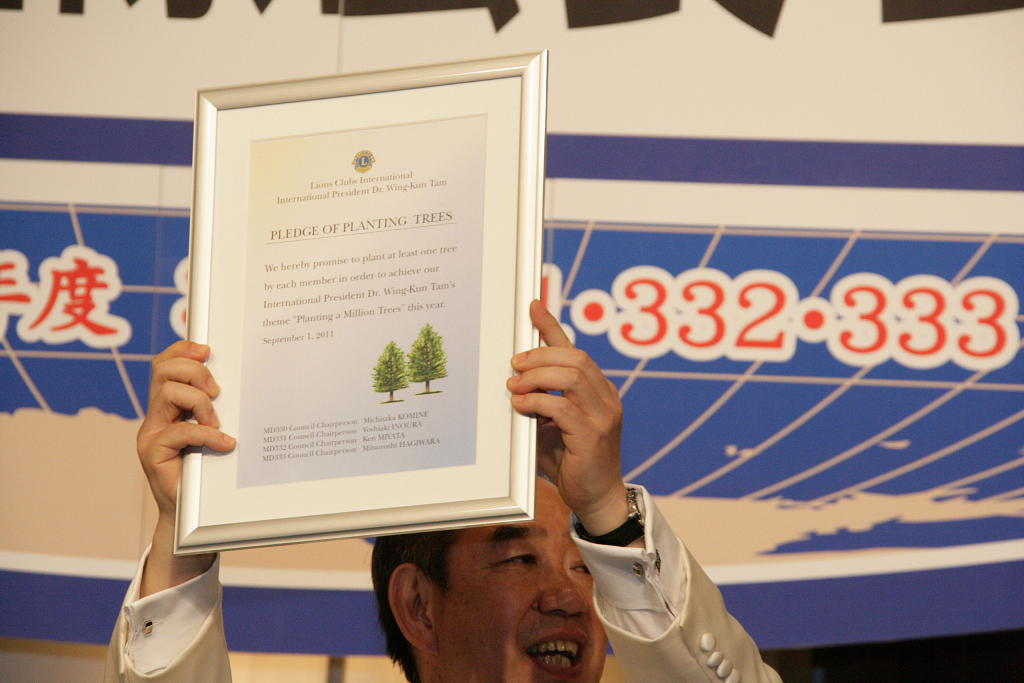 Lions Clubs International
International President Dr. Wing-Kun Tam
PLEDGE OF PLANTING TREES
We hereby promise to plant at least one tree
by each member in order to achieve our
International President Dr. Wing-Kun Tam's
theme "Planting a Million Trees" this year.
September 1, 2011
MD330 Council Chairperson Michitaka KOMINE
MD331 Council Chairperson Yoshiaki INOURA
MD332 Council Chairperson Ken MIYATA
MD333 Council Chairperson Mitsuyoshi HAGIWARA
年度
・332・333